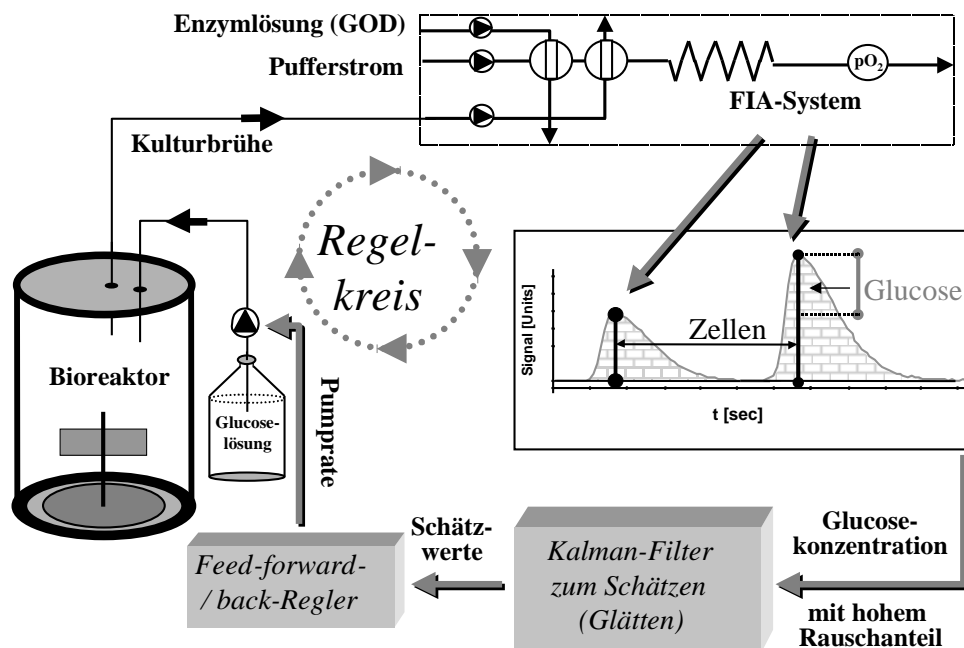 Enzymlösung (GOD)
Pufferstrom
pO₂
FIA-System
Kulturbrühe
Regel-
kreis
Bioreaktor
Glucose-
lösung
Pumprate
Signal [Units]
Zellen
Glucose
t [sec]
Glucose-
konzentration
mit hohem
Rauschanteil
Kalman-Filter
zum Schätzen
(Glätten)
Schätz-
werte
Feed-forward-
/ back-Regler